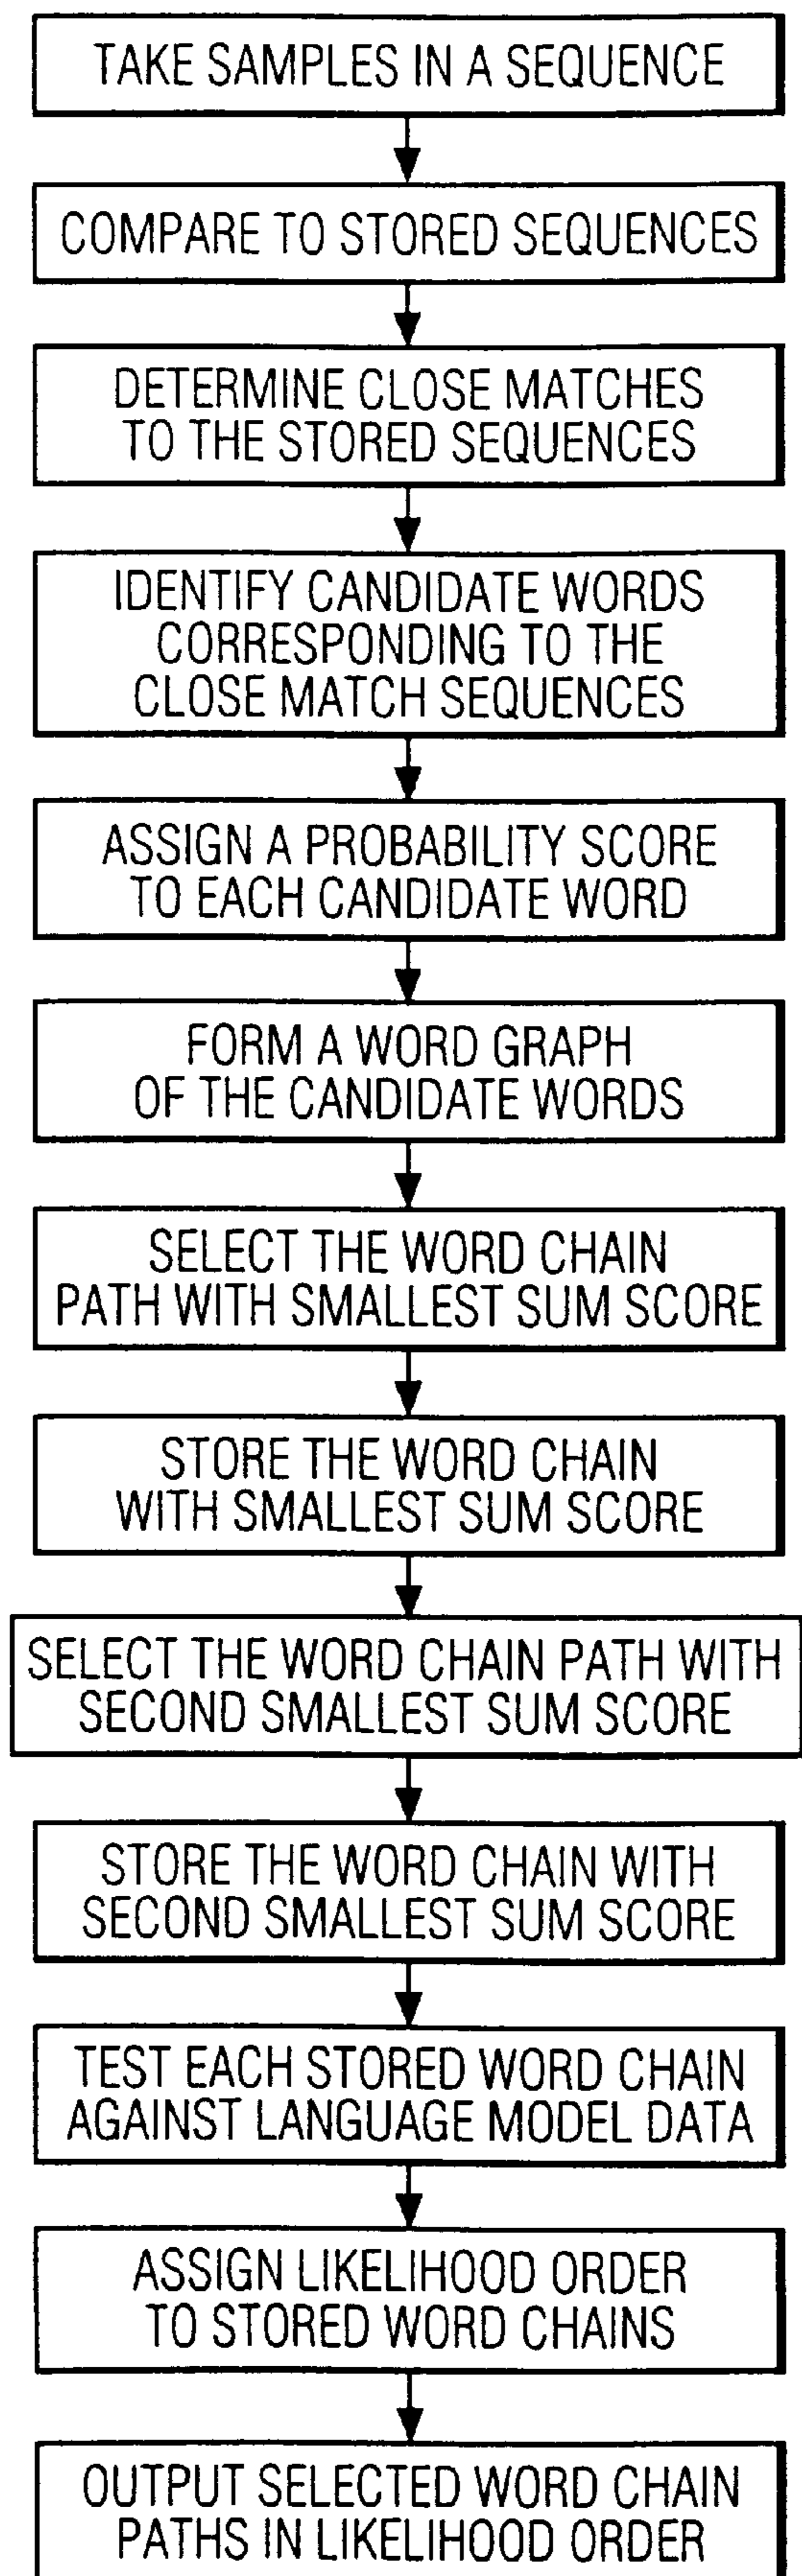 TAKE SAMPLES IN A SEQUENCE
COMPARE TO STORED SEQUENCES
DETERMINE CLOSE MATCHES
TO THE STORED SEQUENCES
IDENTIFY CANDIDATE WORDS
CORRESPONDING TO THE
CLOSE MATCH SEQUENCES
ASSIGN A PROBABILITY SCORE
TO EACH CANDIDATE WORD
FORM A WORD GRAPH
OF THE CANDIDATE WORDS
SELECT THE WORD CHAIN
PATH WITH SMALLEST SUM SCORE
STORE THE WORD CHAIN
WITH SMALLEST SUM SCORE
SELECT THE WORD CHAIN PATH WITH
SECOND SMALLEST SUM SCORE
STORE THE WORD CHAIN WITH
SECOND SMALLEST SUM SCORE
TEST EACH STORED WORD CHAIN
AGAINST LANGUAGE MODEL DATA
ASSIGN LIKELIHOOD ORDER
TO STORED WORD CHAINS
OUTPUT SELECTED WORD CHAIN
PATHS IN LIKELIHOOD ORDER